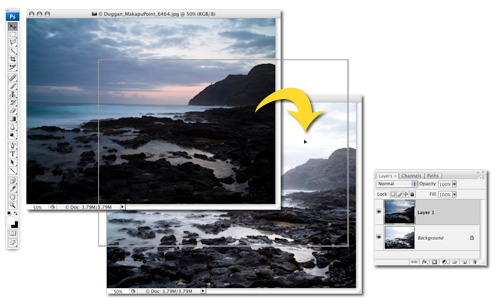 Ps
© Duggan_MakapuPoint_6464.jpg @ 50% (RGB/8)
50%
© Doc: 3.79M/3.79M
50%
© Doc: 3.79M/3.79M
Layers × Channels Paths
Normal Opacity: 100%
Lock: Fill: 100%
Layer 1
Background